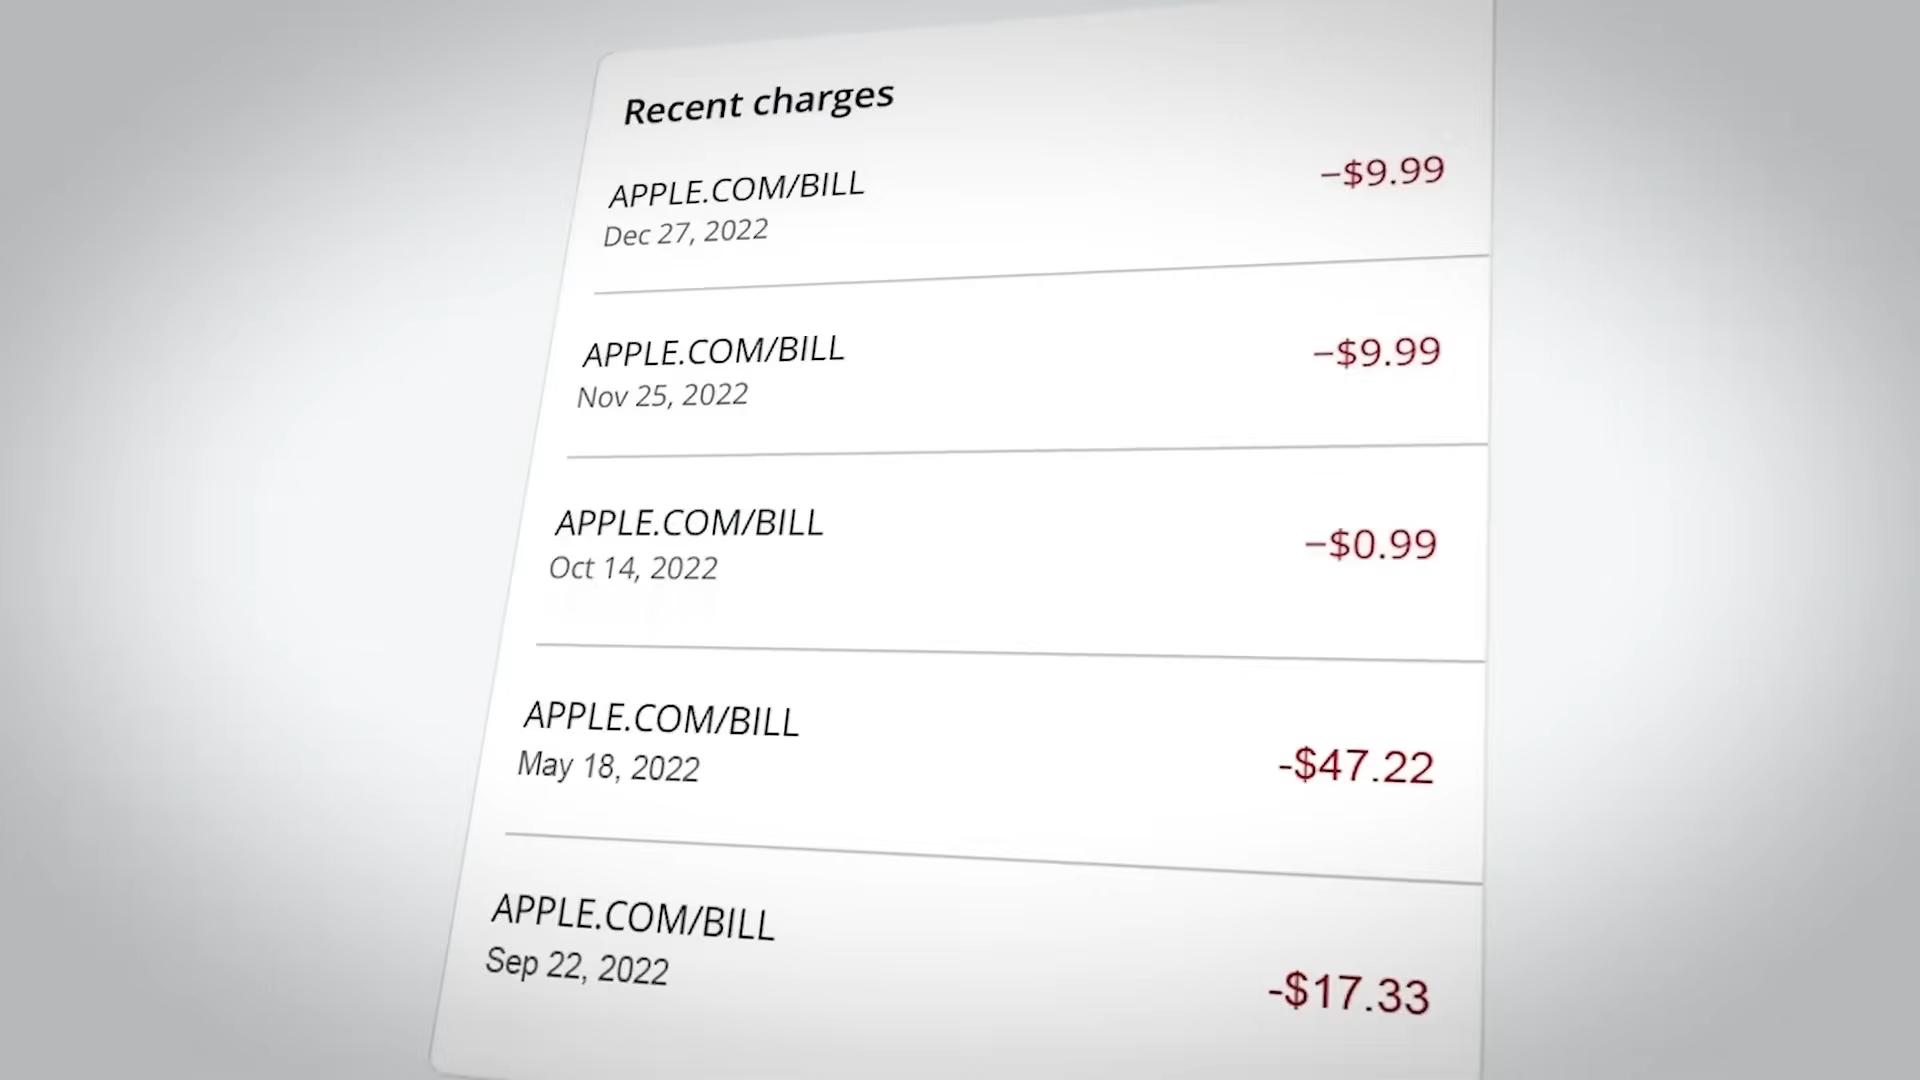 Recent charges
APPLE.COM/BILL
–$9.99
Dec 27, 2022
APPLE.COM/BILL
–$9.99
Nov 25, 2022
APPLE.COM/BILL
–$0.99
Oct 14, 2022
APPLE.COM/BILL
-$47.22
May 18, 2022
APPLE.COM/BILL
-$17.33
Sep 22, 2022